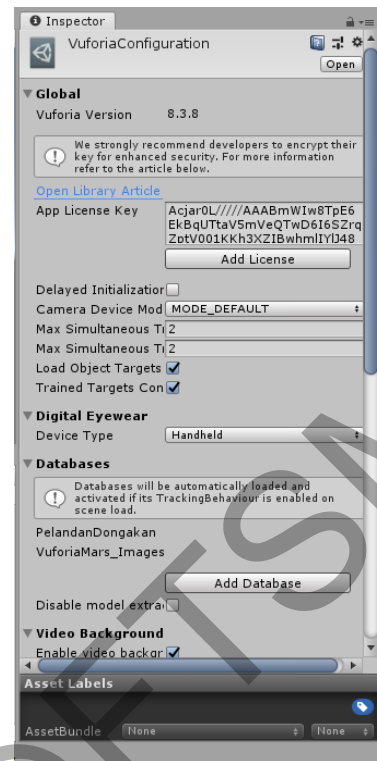 Inspector
VuforiaConfiguration
Open
Global
Vuforia Version 8.3.8
We strongly recommend developers to encrypt their
key for enhanced security. For more information
refer to the article below.
Open Library Article
App License Key Acjar0L/////AAABmWIw8TpE6
EkBqUTtaV5mVeQTwD6I6SZrq
ZptV001KKh3XZIBwhmlIYlJ48
Add License
Delayed Initialization
Camera Device Mod MODE_DEFAULT
Max Simultaneous Ti 2
Max Simultaneous Ti 2
Load Object Targets
Trained Targets Con
Digital Eyewear
Device Type Handheld
Databases
Databases will be automatically loaded and
activated if its TrackingBehaviour is enabled on
scene load.
PelandanDongakan
VuforiaMars_Images
Add Database
Disable model extra
Video Background
Enable video backgr
Asset Labels
AssetBundle None None